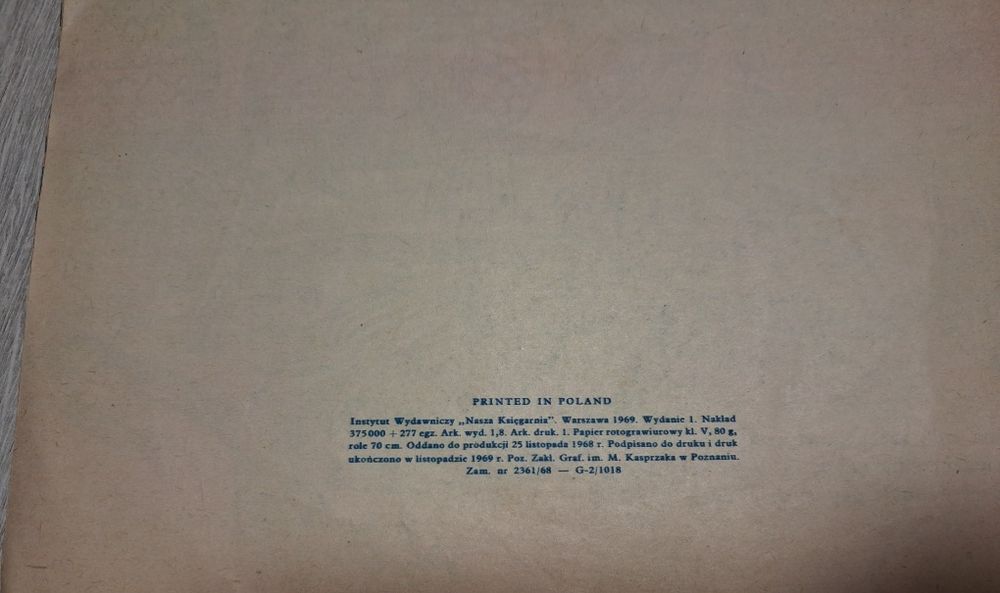 PRINTED IN POLAND
Instytut Wydawniczy „Nasza Księgarnia”. Warszawa 1969. Wydanie 1. Nakład
375000 + 277 egz. Ark. wyd. 1,8. Ark. druk. 1. Papier rotograwiurowy kl. V, 80 g,
role 70 cm. Oddano do produkcji 25 listopada 1968 r. Podpisano do druku i druk
ukończono w listopadzie 1969 r. Poz. Zakł. Graf. im. M. Kasprzaka w Poznaniu.
Zam. nr 2361/68 — G-2/1018